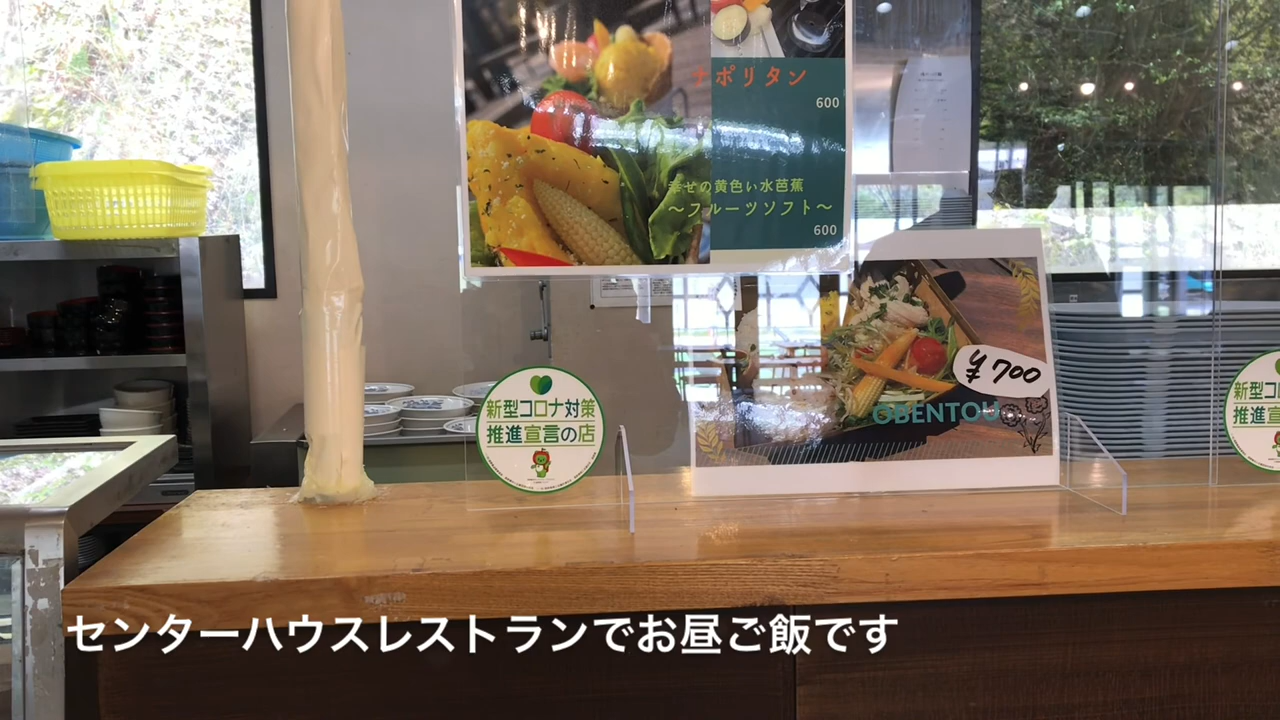 ナポリタン
600
幸せの黄色い水芭蕉
～フルーツソフト～
600
¥700
OBENTOU
新型コロナ対策
推進宣言の店
新型コ
推進宣
センターハウスレストランでお昼ご飯です